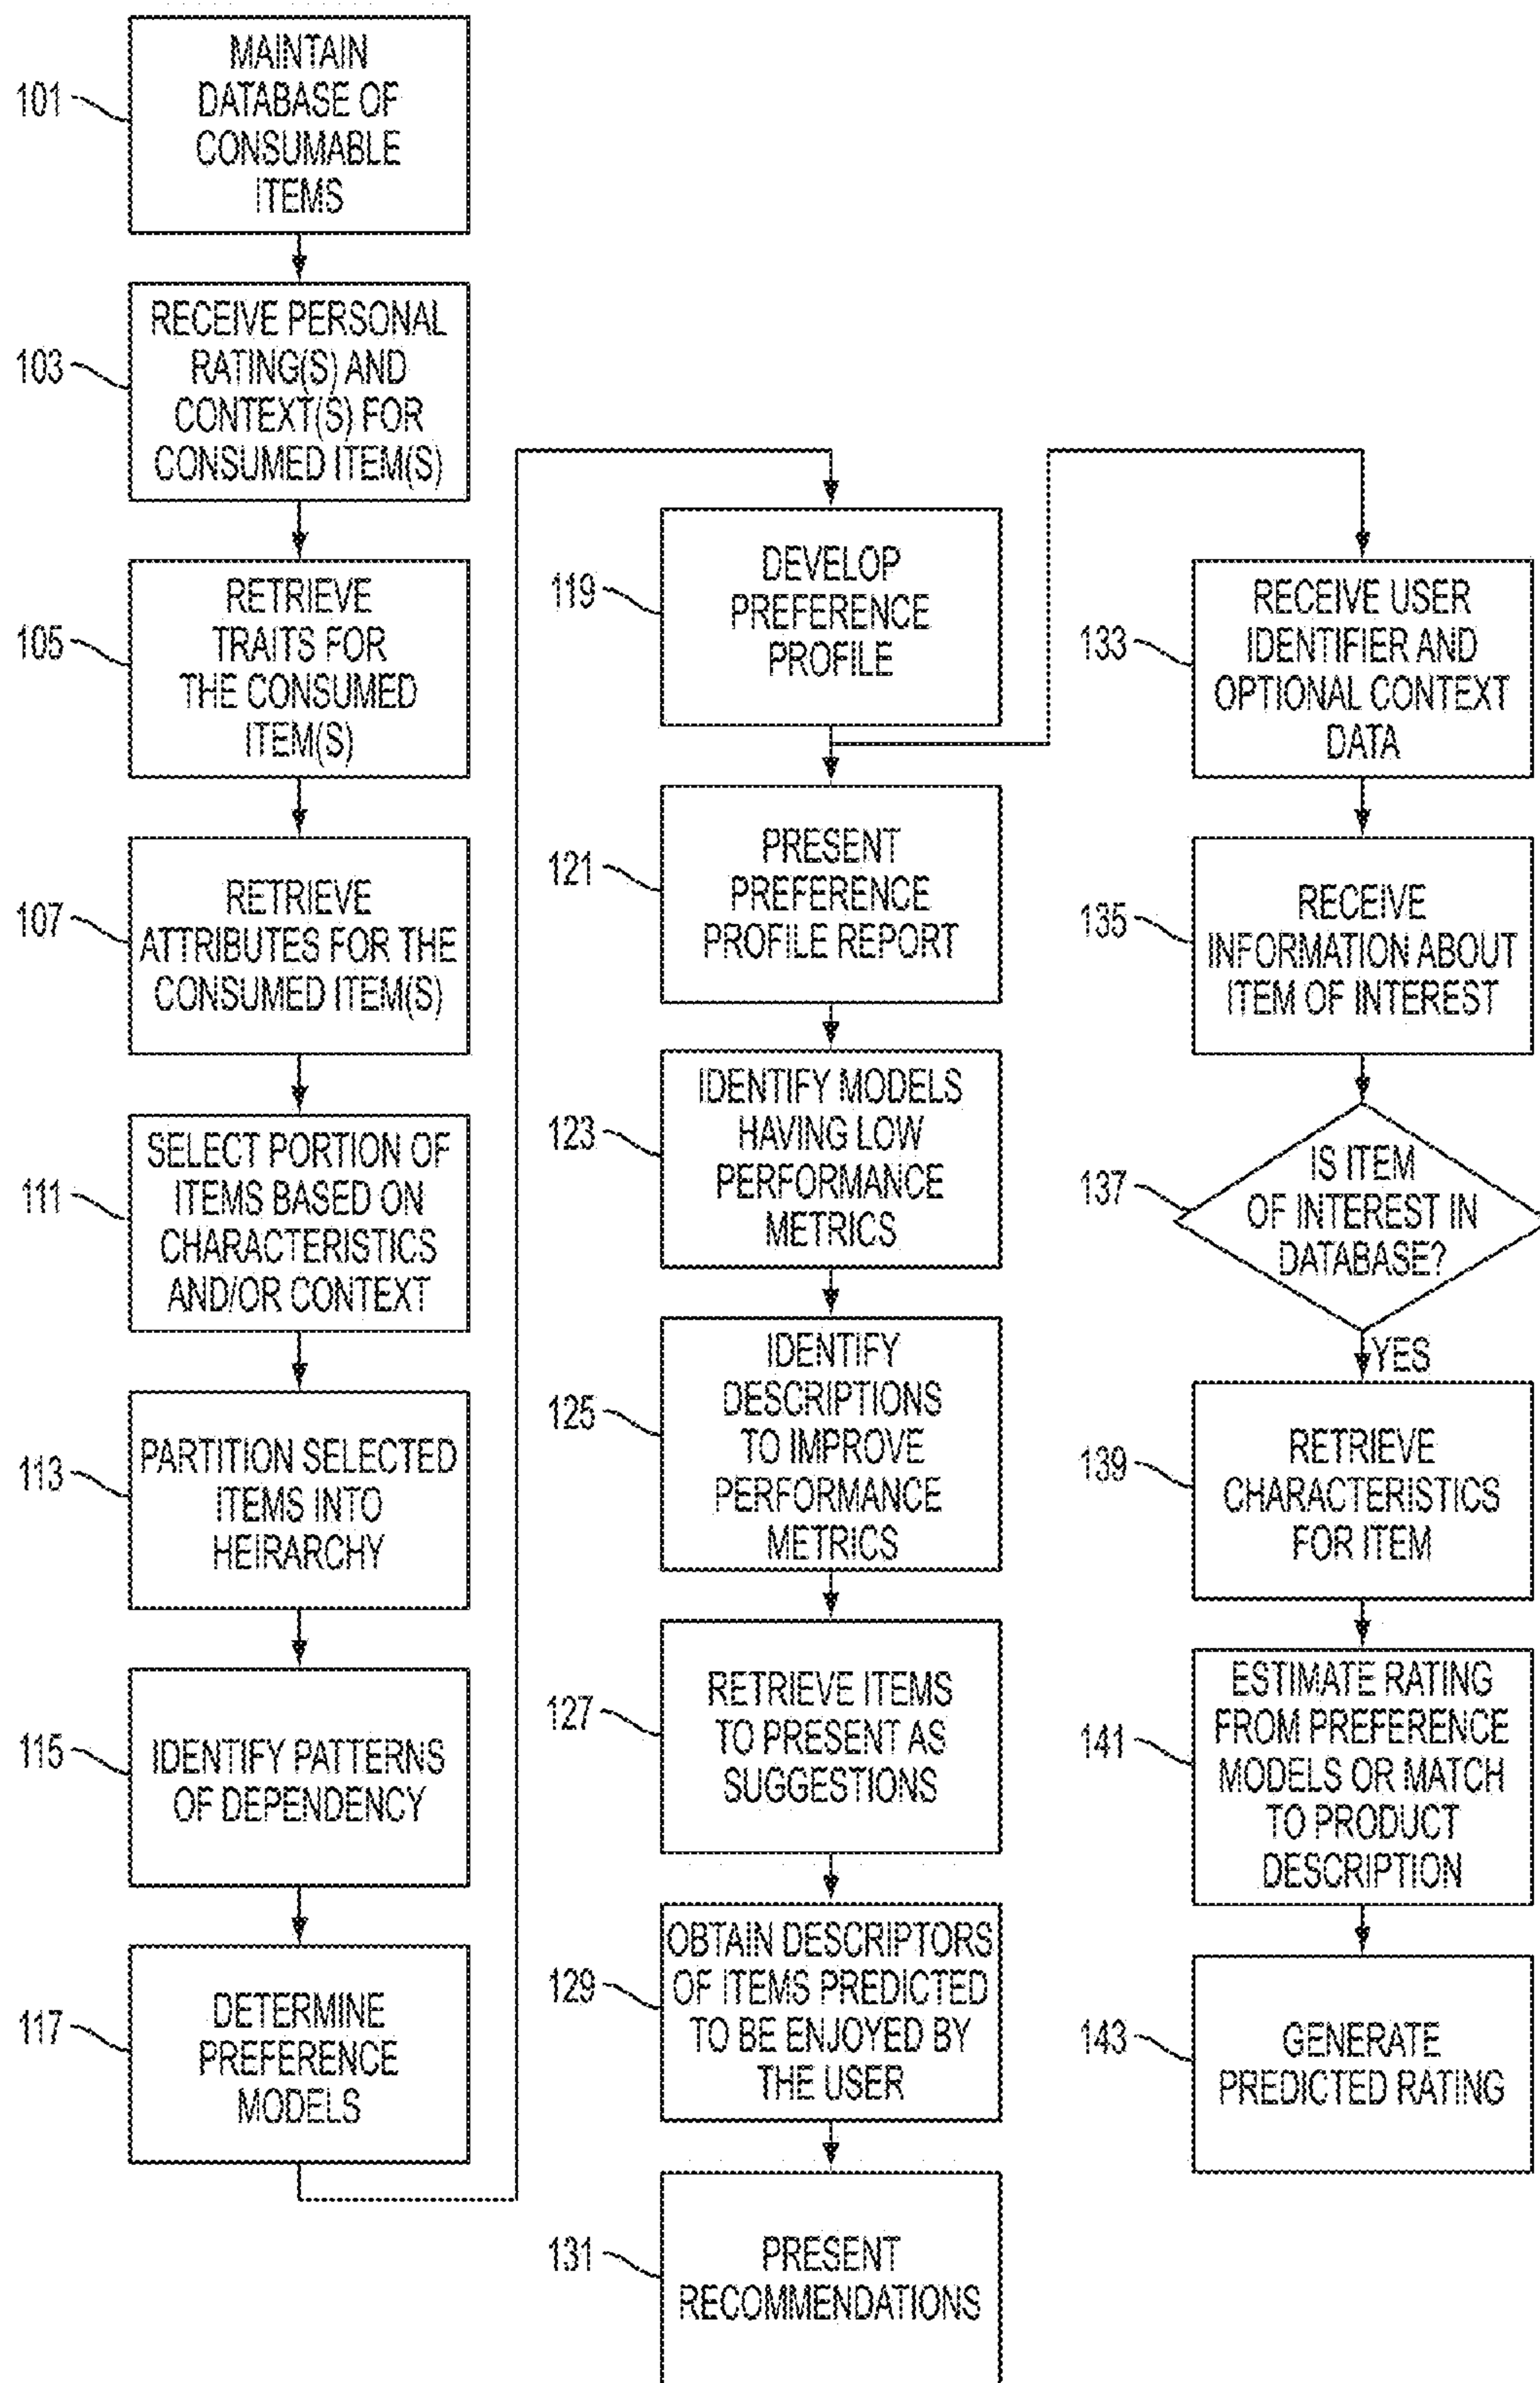 101
MAINTAIN
DATABASE OF
CONSUMABLE
ITEMS
103
RECEIVE PERSONAL
RATING(S) AND
CONTEXT(S) FOR
CONSUMED ITEM(S)
105
RETRIEVE
TRAITS FOR
THE CONSUMED
ITEM(S)
107
RETRIEVE
ATTRIBUTES FOR THE
CONSUMED ITEM(S)
111
SELECT PORTION OF
ITEMS BASED ON
CHARACTERISTICS
AND/OR CONTEXT
113
PARTITION SELECTED
ITEMS INTO
HEIRARCHY
115
IDENTIFY PATTERNS
OF DEPENDENCY
117
DETERMINE
PREFERENCE
MODELS
119
DEVELOP
PREFERENCE
PROFILE
121
PRESENT
PREFERENCE
PROFILE REPORT
123
IDENTIFY MODELS
HAVING LOW
PERFORMANCE
METRICS
125
IDENTIFY
DESCRIPTIONS
TO IMPROVE
PERFORMANCE
METRICS
127
RETRIEVE ITEMS
TO PRESENT AS
SUGGESTIONS
129
OBTAIN DESCRIPTORS
OF ITEMS PREDICTED
TO BE ENJOYED BY
THE USER
131
PRESENT
RECOMMENDATIONS
133
RECEIVE USER
IDENTIFIER AND
OPTIONAL CONTEXT
DATA
135
RECEIVE
INFORMATION ABOUT
ITEM OF INTEREST
137
IS ITEM
OF INTEREST IN
DATABASE?
YES
139
RETRIEVE
CHARACTERISTICS
FOR ITEM
141
ESTIMATE RATING
FROM PREFERENCE
MODELS OR MATCH
TO PRODUCT
DESCRIPTION
143
GENERATE
PREDICTED RATING